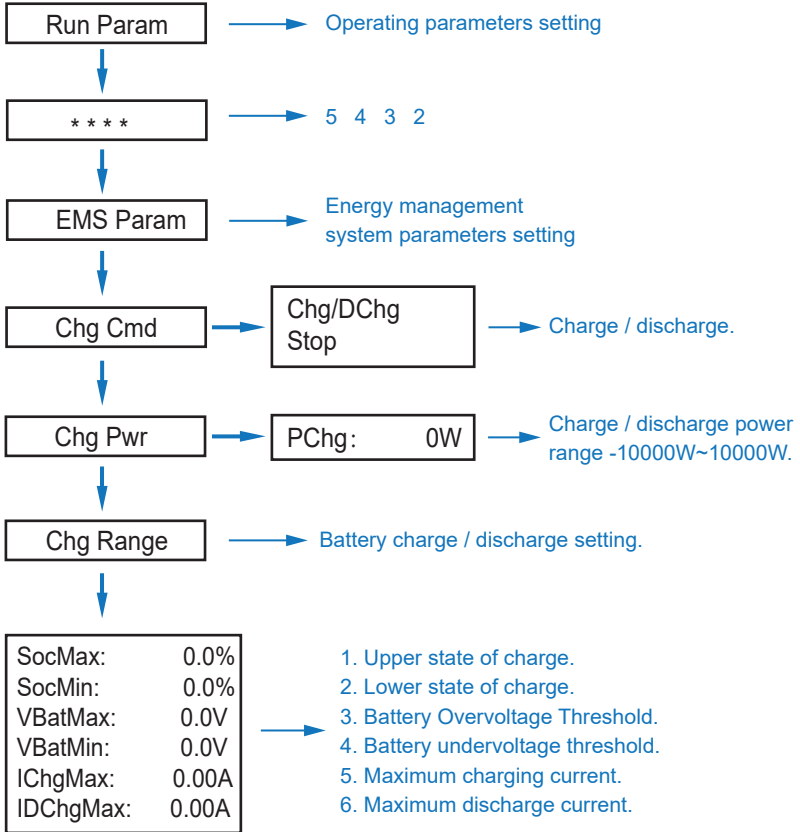 Run Param
Operating parameters setting
* * * *
5 4 3 2
EMS Param
Energy management
system parameters setting
Chg Cmd
Chg/DChg
Stop
Charge / discharge.
Chg Pwr
PChg: 0W
Charge / discharge power
range -10000W~10000W.
Chg Range
Battery charge / discharge setting.
SocMax: 0.0%
SocMin: 0.0%
VBatMax: 0.0V
VBatMin: 0.0V
IChgMax: 0.00A
IDChgMax: 0.00A
1. Upper state of charge.
2. Lower state of charge.
3. Battery Overvoltage Threshold.
4. Battery undervoltage threshold.
5. Maximum charging current.
6. Maximum discharge current.